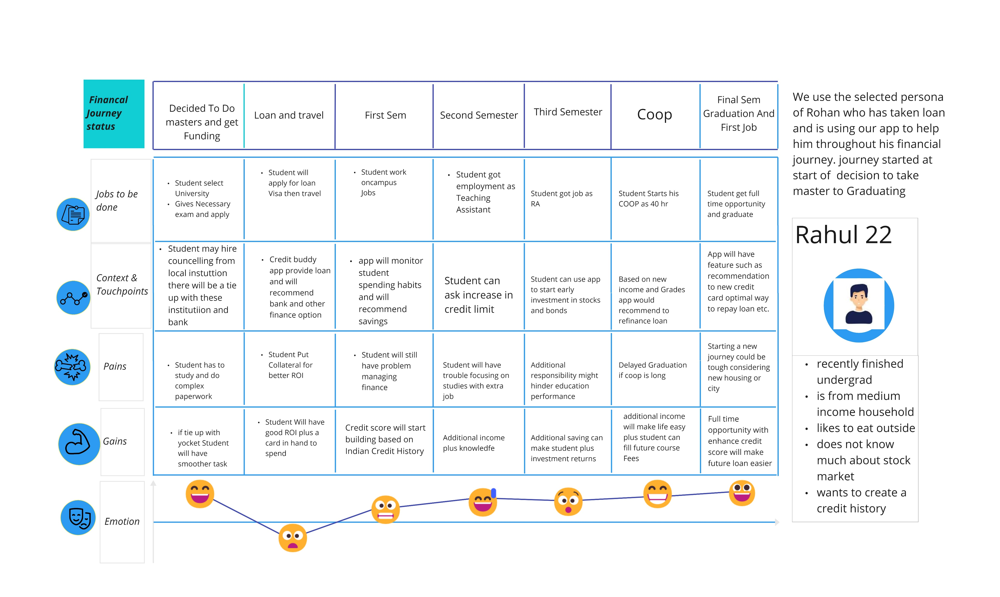 Financal
Journey
status
Decided To Do
masters and get
Funding
Loan and travel
First Sem
Second Semester
Third Semester
Coop
Final Sem
Graduation And
First Job
We use the selected persona
of Rohan who has taken loan
and is using our app to help
him throughout his financial
journey. journey started at
start of decision to take
master to Graduating
Jobs to be
done
• Student select
University
• Gives Necessary
exam and apply
• Student will
apply for loan
Visa then travel
• Student work
oncampus
Jobs
• Student got
employment as
Teaching
Assistant
Student got job as
RA
Student Starts his
COOP as 40 hr
Student get full
time opportunity
and graduate
Context &
Touchpoints
• Student may hire
councelling from
local instuttion
there will be a tie
up with these
institutiion and
bank
• Credit buddy
app provide loan
and will
recommend
bank and other
finance option
• app will monitor
student
spending habits
and will
recommend
savings
Student can
ask increase in
credit limit
Student can use app
to start early
investment in stocks
and bonds
Based on new
income and Grades
app would
recommend to
refinance loan
App will have
feature such as
recommendation
to new credit
card optimal way
to repay loan etc.
Pains
• Student has to
study and do
complex
paperwork
• Student Put
Collateral for
better ROI
• Student will still
have problem
managing
finance
Student will have
trouble focusing on
studies with extra
job
Additional
responsibility might
hinder education
performance
Delayed Graduation
if coop is long
Starting a new
journey could be
tough considering
new housing or
city
Gains
• if tie up with
yocket Student
will have
smoother task
• Student Will have
good ROI plus a
card in hand to
spend
Credit score will start
building based on
Indian Credit History
Additional income
plus knowledfe
Additional saving can
make student plus
investment returns
additional income
will make life easy
plus student can
fill future course
Fees
Full time
opportunity with
enhance credit
score will make
future loan easier
Emotion
Rahul 22
• recently finished
undergrad
• is from medium
income household
• likes to eat outside
• does not know
much about stock
market
• wants to create a
credit history